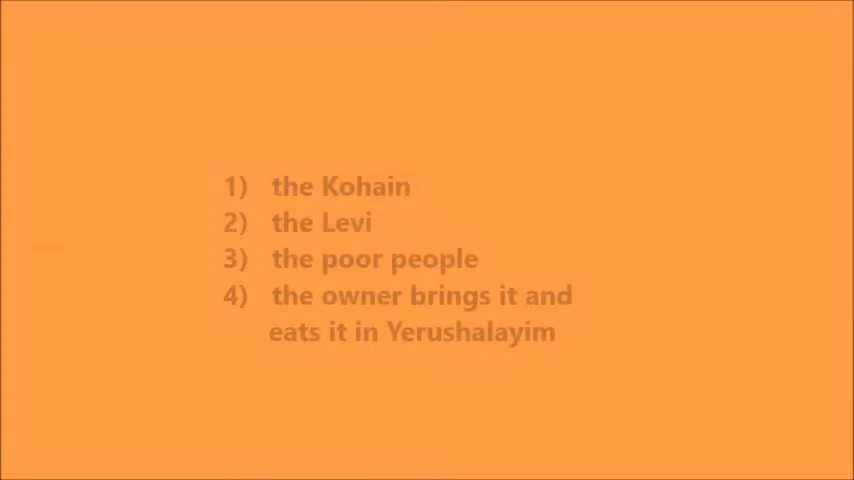 1) the Kohain
2) the Levi
3) the poor people
4) the owner brings it and
eats it in Yerushalayim